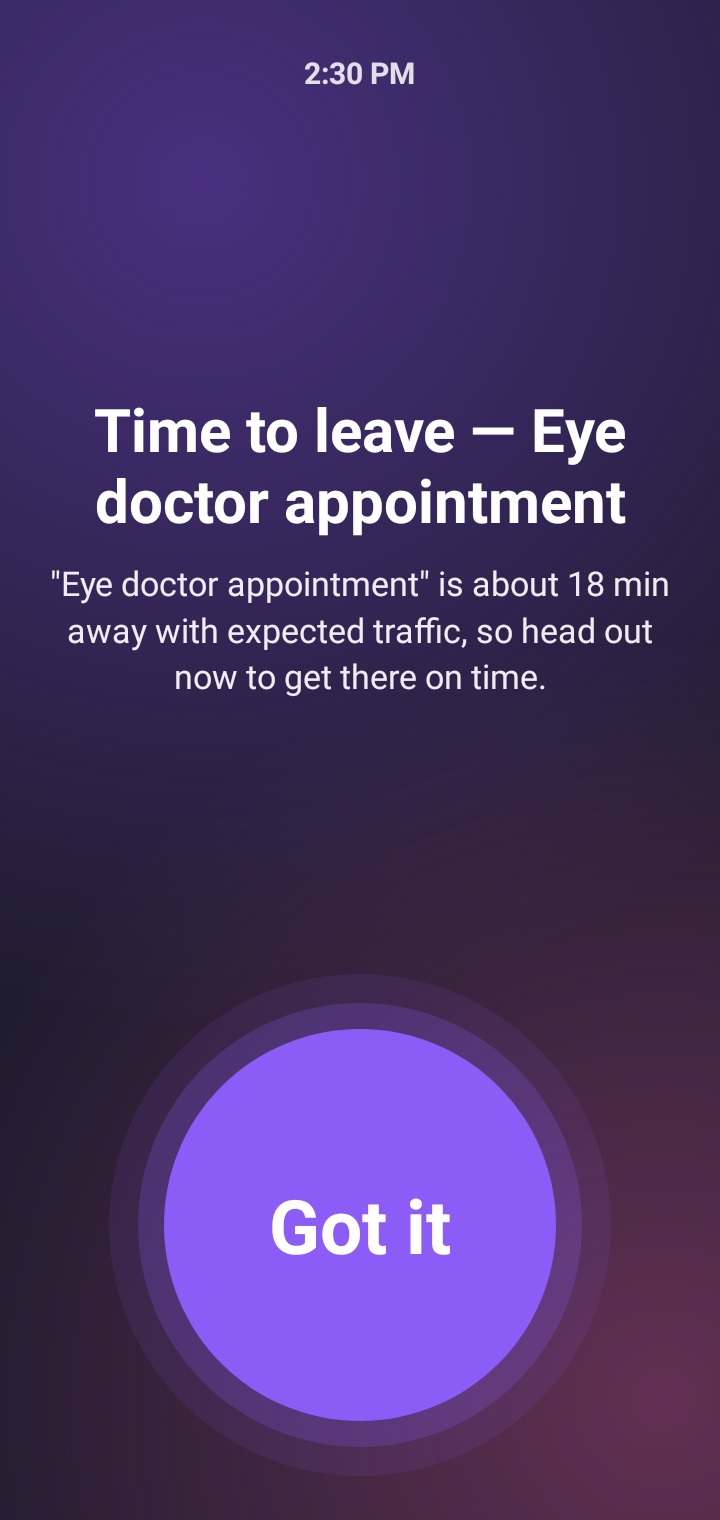 2:30 PM
Time to leave — Eye
doctor appointment
"Eye doctor appointment" is about 18 min
away with expected traffic, so head out
now to get there on time.
Got it